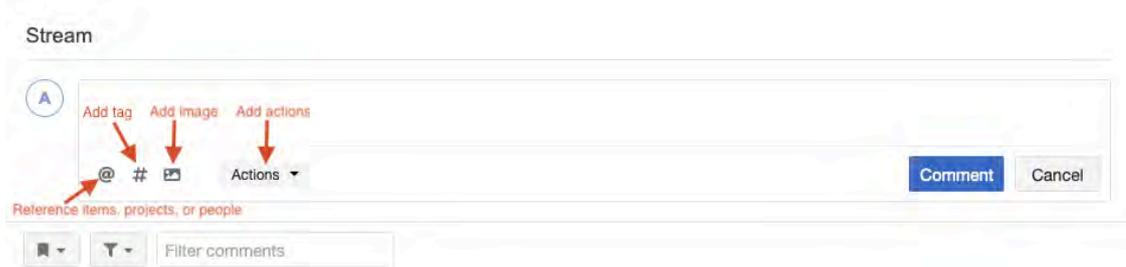 Stream
A
Add tag Add image Add actions
@ # Actions
Comment Cancel
Reference items, projects, or people
Filter comments